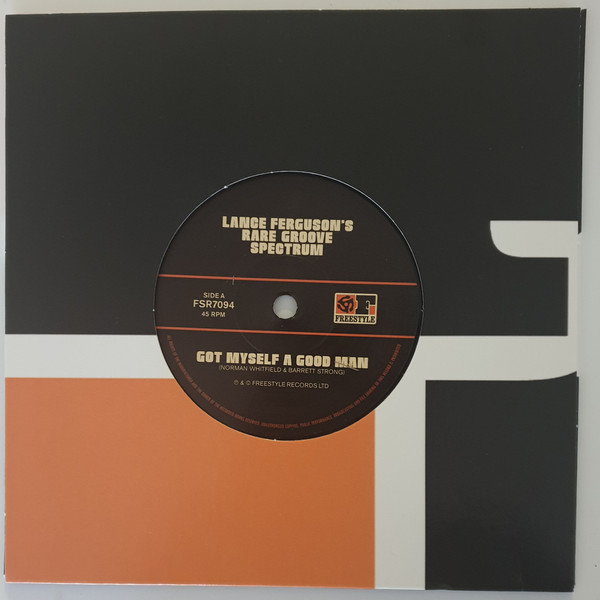 LANCE FERGUSON'S
RARE GROOVE
SPECTRUM
SIDE A
FSR7094
45 RPM
F
FREESTYLE
GOT MYSELF A GOOD MAN
(NORMAN WHITFIELD & BARRETT STRONG)
℗ & © FREESTYLE RECORDS LTD